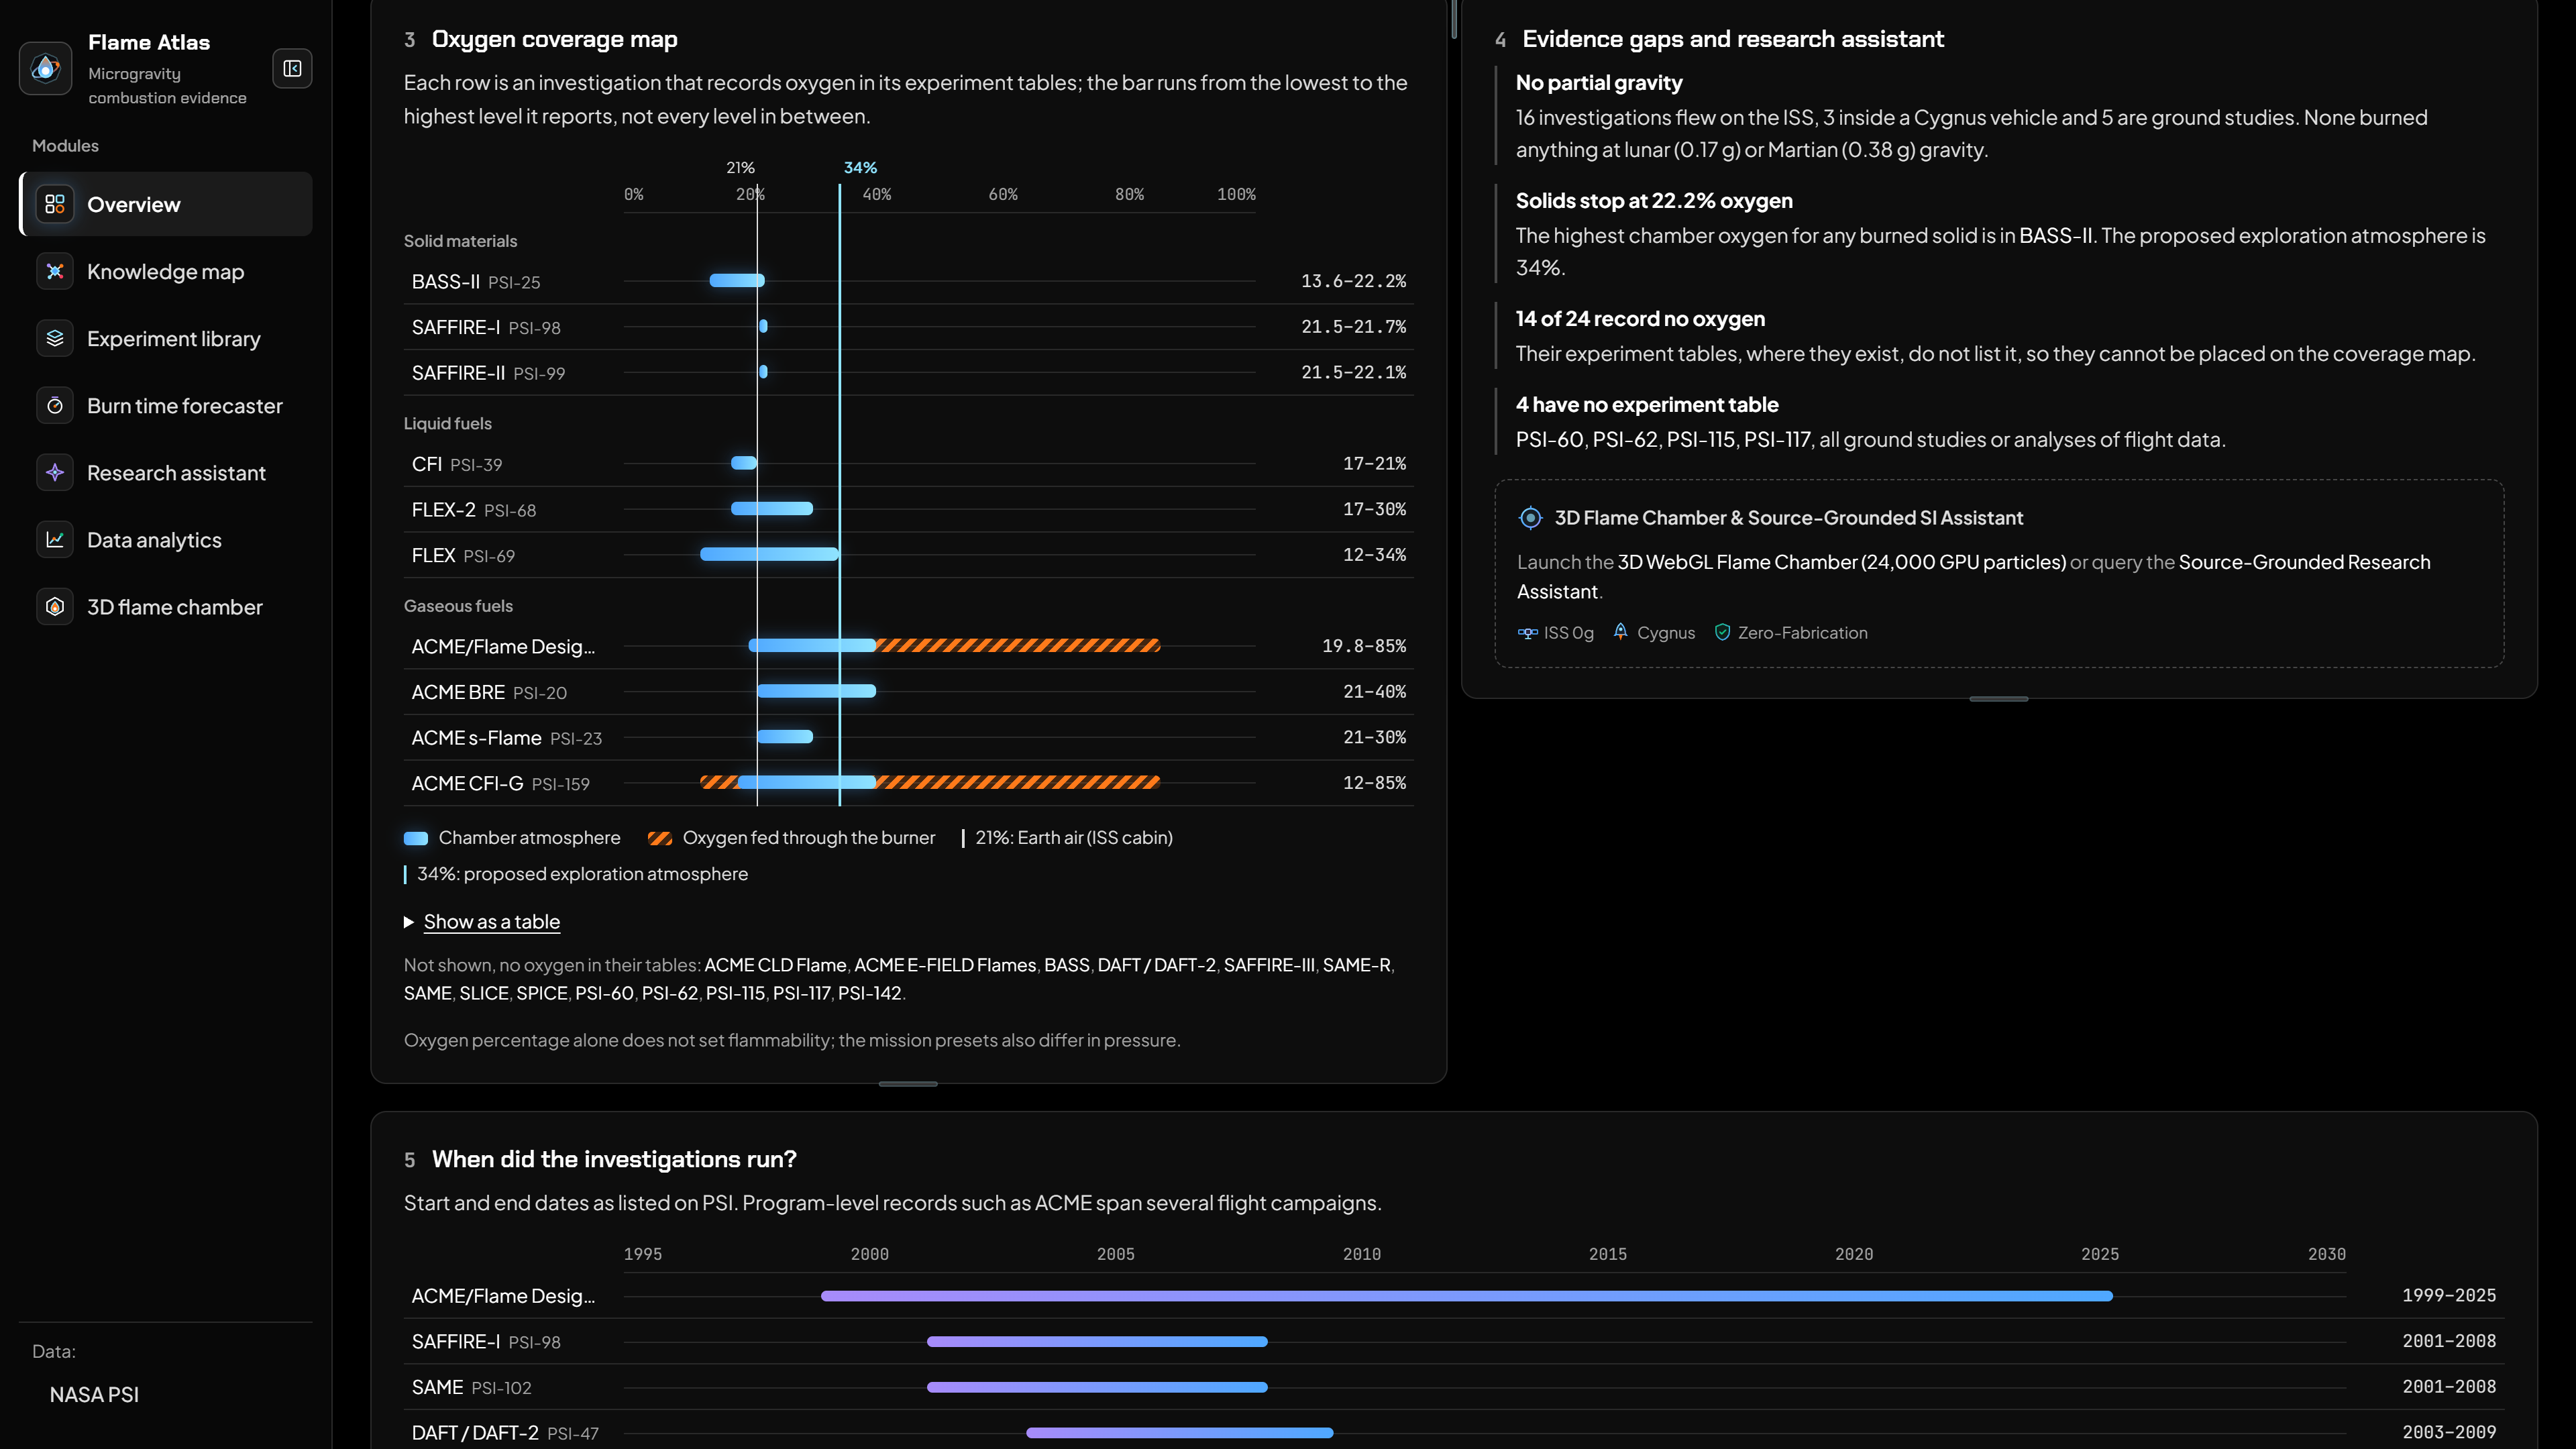 Flame Atlas
Microgravity
combustion evidence
Modules
Overview
Knowledge map
Experiment library
Burn time forecaster
Research assistant
Data analytics
3D flame chamber
Data:
NASA PSI
3 Oxygen coverage map
Each row is an investigation that records oxygen in its experiment tables; the bar runs from the lowest to the
highest level it reports, not every level in between.
21% 34%
0% 20% 40% 60% 80% 100%
Solid materials
BASS-II PSI-25 13.6–22.2%
SAFFIRE-I PSI-98 21.5–21.7%
SAFFIRE-II PSI-99 21.5–22.1%
Liquid fuels
CFI PSI-39 17–21%
FLEX-2 PSI-68 17–30%
FLEX PSI-69 12–34%
Gaseous fuels
ACME/Flame Desig... 19.8–85%
ACME BRE PSI-20 21–40%
ACME s-Flame PSI-23 21–30%
ACME CFI-G PSI-159 12–85%
Chamber atmosphere Oxygen fed through the burner 21%: Earth air (ISS cabin)
34%: proposed exploration atmosphere
Show as a table
Not shown, no oxygen in their tables: ACME CLD Flame, ACME E-FIELD Flames, BASS, DAFT / DAFT-2, SAFFIRE-III, SAME-R,
SAME, SLICE, SPICE, PSI-60, PSI-62, PSI-115, PSI-117, PSI-142.
Oxygen percentage alone does not set flammability; the mission presets also differ in pressure.
4 Evidence gaps and research assistant
No partial gravity
16 investigations flew on the ISS, 3 inside a Cygnus vehicle and 5 are ground studies. None burned
anything at lunar (0.17 g) or Martian (0.38 g) gravity.
Solids stop at 22.2% oxygen
The highest chamber oxygen for any burned solid is in BASS-II. The proposed exploration atmosphere is
34%.
14 of 24 record no oxygen
Their experiment tables, where they exist, do not list it, so they cannot be placed on the coverage map.
4 have no experiment table
PSI-60, PSI-62, PSI-115, PSI-117, all ground studies or analyses of flight data.
3D Flame Chamber & Source-Grounded SI Assistant
Launch the 3D WebGL Flame Chamber (24,000 GPU particles) or query the Source-Grounded Research
Assistant.
ISS 0g Cygnus Zero-Fabrication
5 When did the investigations run?
Start and end dates as listed on PSI. Program-level records such as ACME span several flight campaigns.
1995 2000 2005 2010 2015 2020 2025 2030
ACME/Flame Desig... 1999–2025
SAFFIRE-I PSI-98 2001–2008
SAME PSI-102 2001–2008
DAFT / DAFT-2 PSI-47 2003–2009